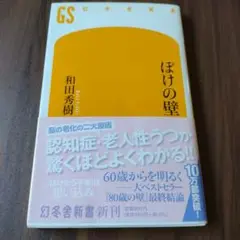 GS
ぼけの壁
和田秀樹
脳の老化の二大原因
認知症・老人性うつが
驚くほどよくわかる!!
10万部突破!
60歳からを明るく
大ベストセラー
『80歳の壁』最終結論
幻冬舎新書 新刊